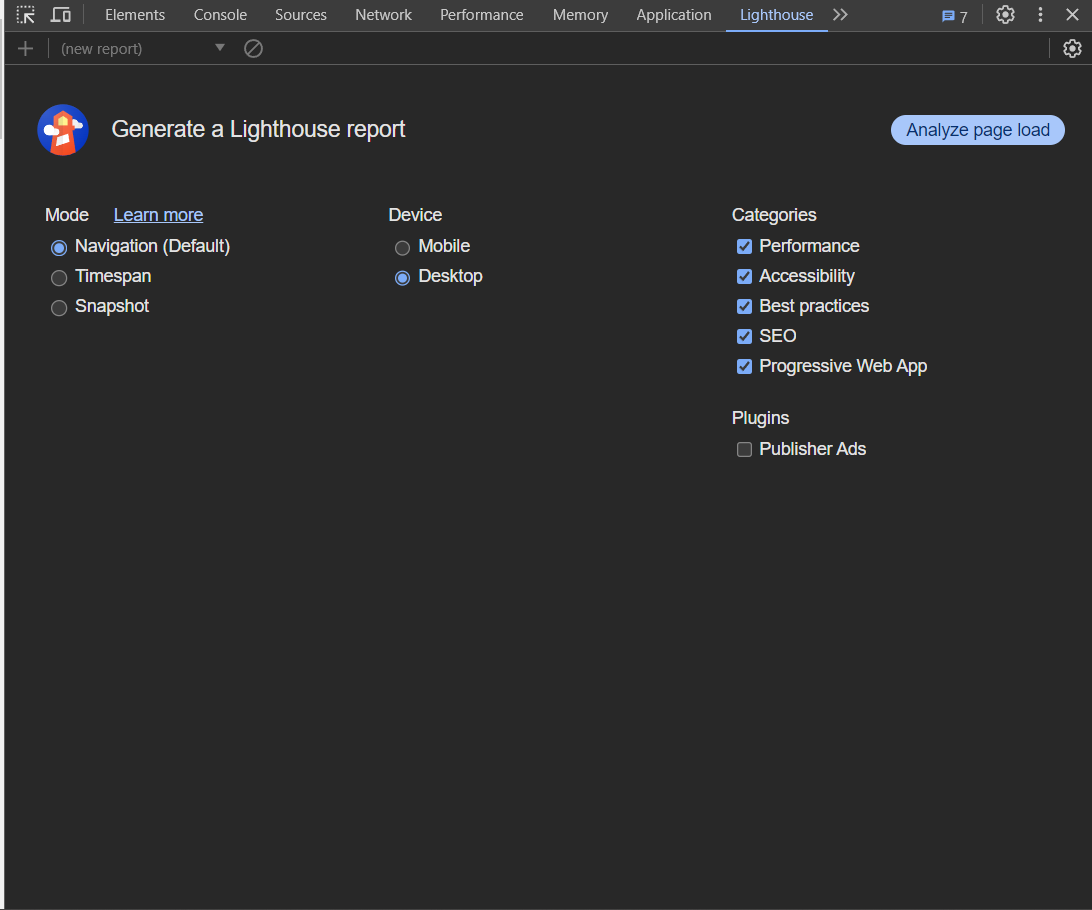 Elements Console Sources Network Performance Memory Application Lighthouse 7
(new report)
Generate a Lighthouse report Analyze page load
Mode Learn more
Navigation (Default)
Timespan
Snapshot
Device
Mobile
Desktop
Categories
Performance
Accessibility
Best practices
SEO
Progressive Web App
Plugins
Publisher Ads